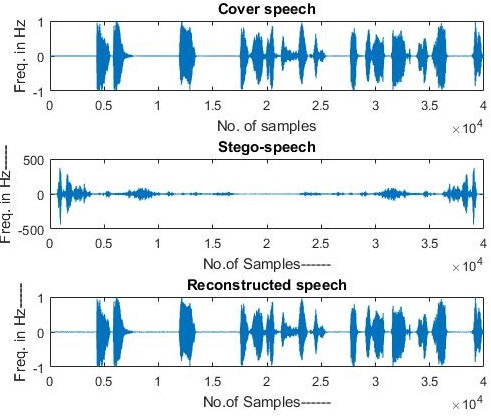 Cover speech
Freq. in Hz
1
0
-1
0 0.5 1 1.5 2 2.5 3 3.5 4
No. of samples
×10⁴
Stego-speech
Freq. in Hz-----
500
0
-500
0 0.5 1 1.5 2 2.5 3 3.5 4
No.of Samples------
×10⁴
Reconstructed speech
Freq. in Hz-----
1
0
-1
0 0.5 1 1.5 2 2.5 3 3.5 4
No.of Samples------
×10⁴